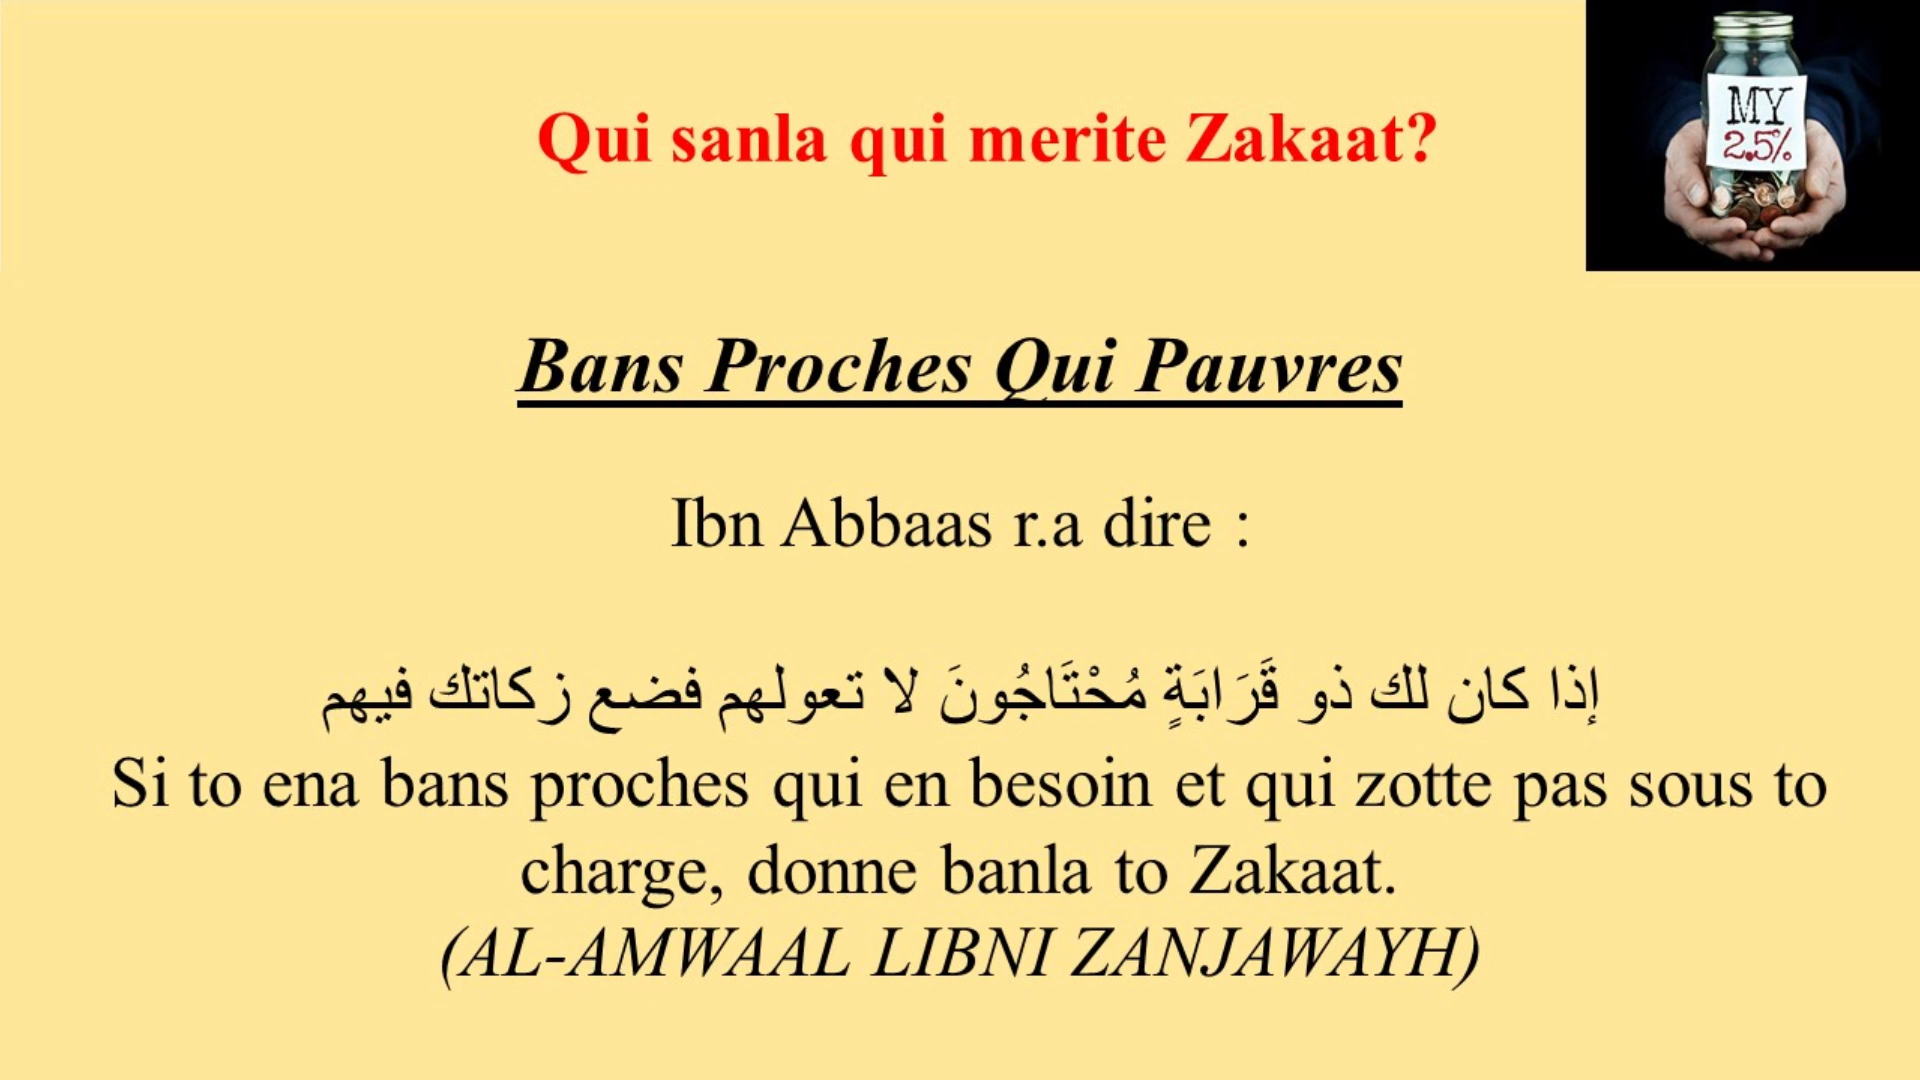 MY
2.5%
Qui sanla qui merite Zakaat?
Bans Proches Qui Pauvres
Ibn Abbaas r.a dire :
إذا كان لك ذو قَرَابَةٍ مُحْتَاجُونَ لا تعولهم فضع زكاتك فيهم
Si to ena bans proches qui en besoin et qui zotte pas sous to
charge, donne banla to Zakaat.
(AL-AMWAAL LIBNI ZANJAWAYH)